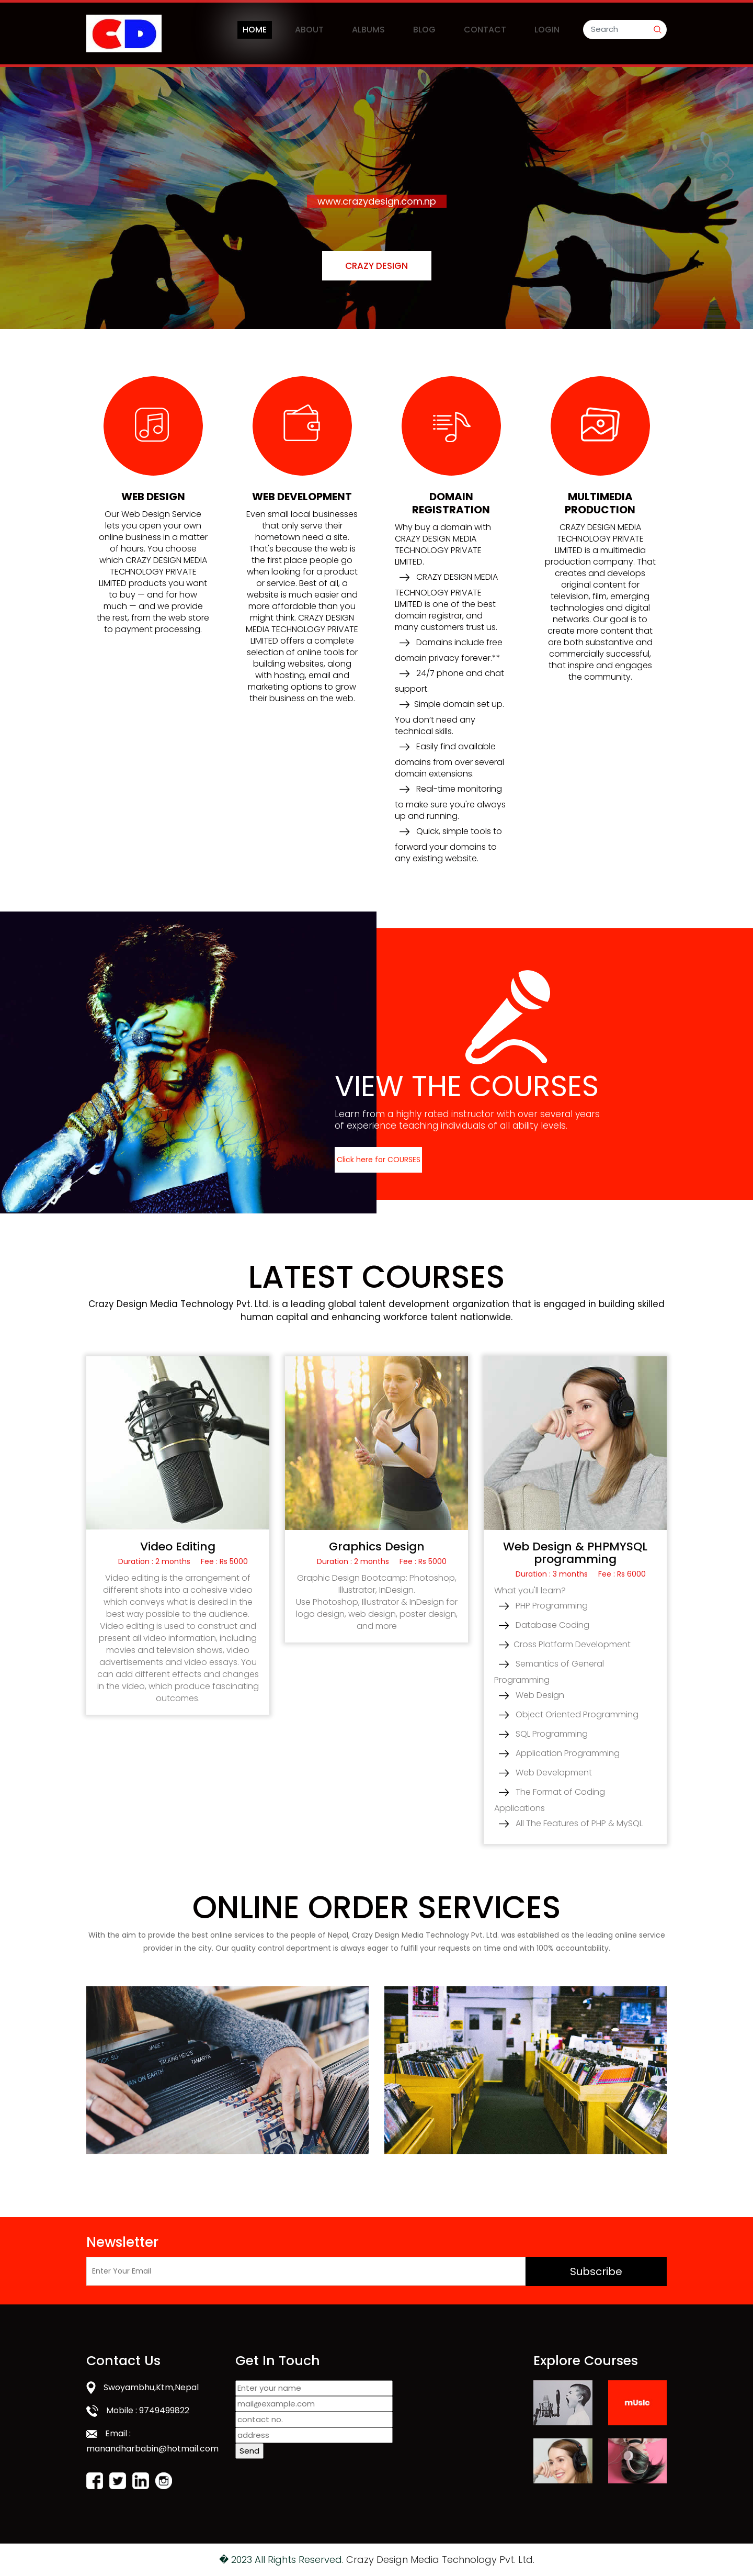 CD
HOME ABOUT ALBUMS BLOG CONTACT LOGIN Search
www.crazydesign.com.np
CRAZY DESIGN
WEB DESIGN
Our Web Design Service
lets you open your own
online business in a matter
of hours. You choose
which CRAZY DESIGN MEDIA
TECHNOLOGY PRIVATE
LIMITED products you want
to buy — and for how
much — and we provide
the rest, from the web store
to payment processing.
WEB DEVELOPMENT
Even small local businesses
that only serve their
hometown need a site.
That's because the web is
the first place people go
when looking for a product
or service. Best of all, a
website is much easier and
more affordable than you
might think. CRAZY DESIGN
MEDIA TECHNOLOGY PRIVATE
LIMITED offers a complete
selection of online tools for
building websites, along
with hosting, email and
marketing options to grow
their business on the web.
DOMAIN
REGISTRATION
Why buy a domain with
CRAZY DESIGN MEDIA
TECHNOLOGY PRIVATE
LIMITED.
→ CRAZY DESIGN MEDIA
TECHNOLOGY PRIVATE
LIMITED is one of the best
domain registrar, and
many customers trust us.
→ Domains include free
domain privacy forever.**
→ 24/7 phone and chat
support.
→ Simple domain set up.
You don't need any
technical skills.
→ Easily find available
domains from over several
domain extensions.
→ Real-time monitoring
to make sure you're always
up and running.
→ Quick, simple tools to
forward your domains to
any existing website.
MULTIMEDIA
PRODUCTION
CRAZY DESIGN MEDIA
TECHNOLOGY PRIVATE
LIMITED is a multimedia
production company. That
creates and develops
original content for
television, film, emerging
technologies and digital
networks. Our goal is to
create more content that
are both substantive and
commercially successful,
that inspire and engages
the community.
VIEW THE COURSES
Learn from a highly rated instructor with over several years
of experience teaching individuals of all ability levels.
Click here for COURSES
LATEST COURSES
Crazy Design Media Technology Pvt. Ltd. is a leading global talent development organization that is engaged in building skilled
human capital and enhancing workforce talent nationwide.
Video Editing
Duration : 2 months Fee : Rs 5000
Video editing is the arrangement of
different shots into a cohesive video
which conveys what is desired in the
best way possible to the audience.
Video editing is used to construct and
present all video information, including
movies and television shows, video
advertisements and video essays. You
can add different effects and changes
in the video, which produce fascinating
outcomes.
Graphics Design
Duration : 2 months Fee : Rs 5000
Graphic Design Bootcamp: Photoshop,
Illustrator, InDesign.
Use Photoshop, Illustrator & InDesign for
logo design, web design, poster design,
and more
Web Design & PHPMYSQL
programming
Duration : 3 months Fee : Rs 6000
What you'll learn?
→ PHP Programming
→ Database Coding
→ Cross Platform Development
→ Semantics of General
Programming
→ Web Design
→ Object Oriented Programming
→ SQL Programming
→ Application Programming
→ Web Development
→ The Format of Coding
Applications
→ All The Features of PHP & MySQL
ONLINE ORDER SERVICES
With the aim to provide the best online services to the people of Nepal, Crazy Design Media Technology Pvt. Ltd. was established as the leading online service
provider in the city. Our quality control department is always eager to fulfill your requests on time and with 100% accountability.
TALKING HEADS
TAMARYN
MAN ON EARTH
Newsletter
Enter Your Email Subscribe
Contact Us
Swoyambhu,Ktm,Nepal
Mobile : 9749499822
Email :
manandharbabin@hotmail.com
Get In Touch
Enter your name
mail@example.com
contact no.
address
Send
Explore Courses
mUsic
� 2023 All Rights Reserved. Crazy Design Media Technology Pvt. Ltd.